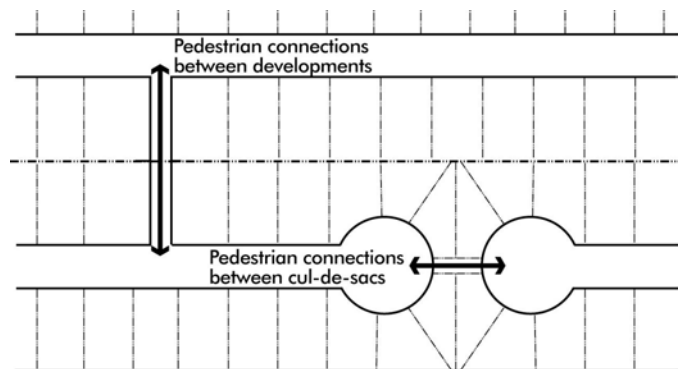 Pedestrian connections
between developments
Pedestrian connections
between cul-de-sacs